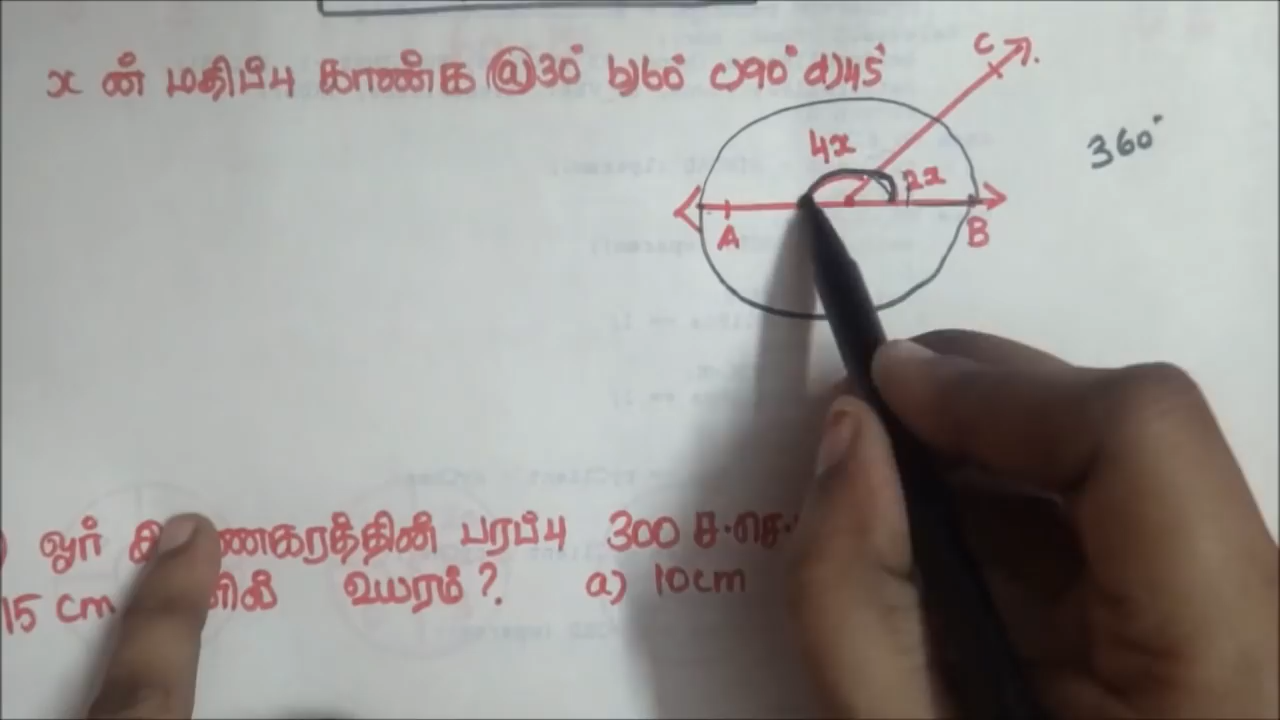 x ன் மதிப்பு காண்க a) 30° b) 60° c) 90° d) 45°
C
360°
4x
2x
A
B
ஓர் இணைகரத்தின் பரப்பு 300 ச.செ.
15 cm உயரம்? a) 10cm